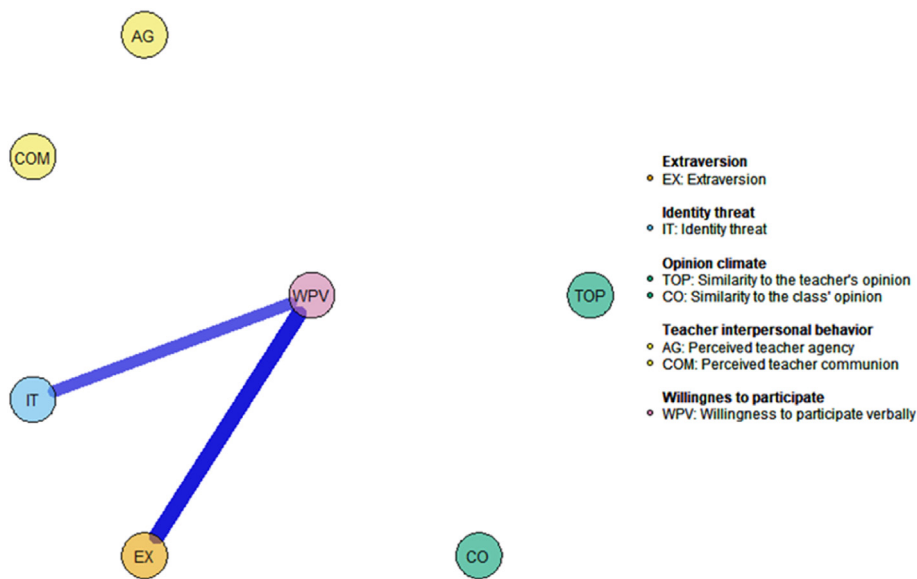 AG
COM
WPV
TOP
IT
EX
CO
Extraversion
EX: Extraversion
Identity threat
IT: Identity threat
Opinion climate
TOP: Similarity to the teacher's opinion
CO: Similarity to the class' opinion
Teacher interpersonal behavior
AG: Perceived teacher agency
COM: Perceived teacher communion
Willingnes to participate
WPV: Willingness to participate verbally